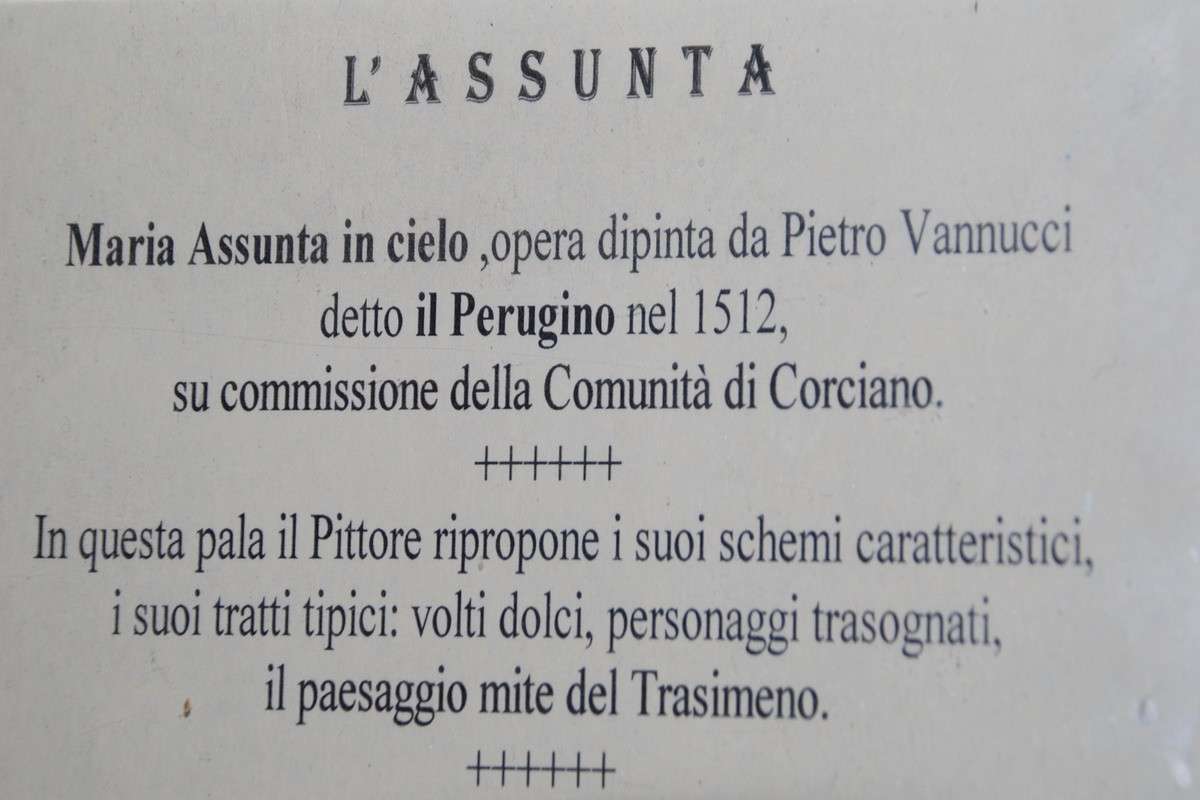 L'ASSUNTA
Maria Assunta in cielo ,opera dipinta da Pietro Vannucci
detto il Perugino nel 1512,
su commissione della Comunità di Corciano.
++++++
In questa pala il Pittore ripropone i suoi schemi caratteristici,
i suoi tratti tipici: volti dolci, personaggi trasognati,
il paesaggio mite del Trasimeno.
++++++